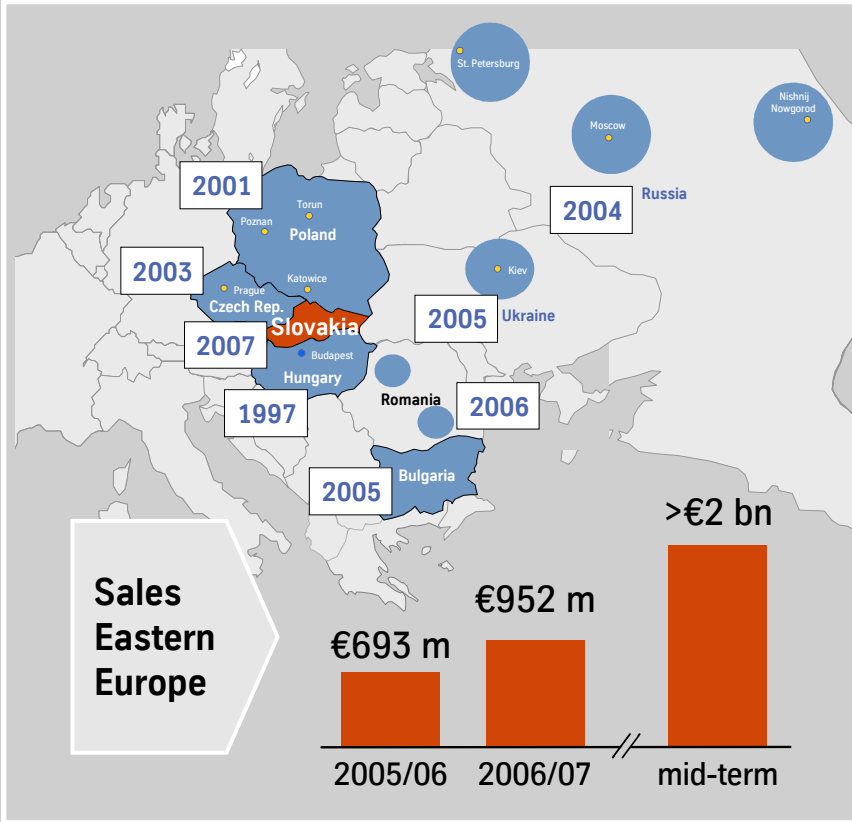 St. Petersburg
Nishnij
Nowgorod
Moscow
2001
2004
Russia
Torun
Poznan
Poland
2003
Kiev
Katowice
Prague
Czech Rep.
2005
Ukraine
Slovakia
2007
Budapest
Hungary
Romania
2006
1997
Bulgaria
2005
>€2 bn
Sales
Eastern
Europe
€952 m
€693 m
2005/06
2006/07
mid-term